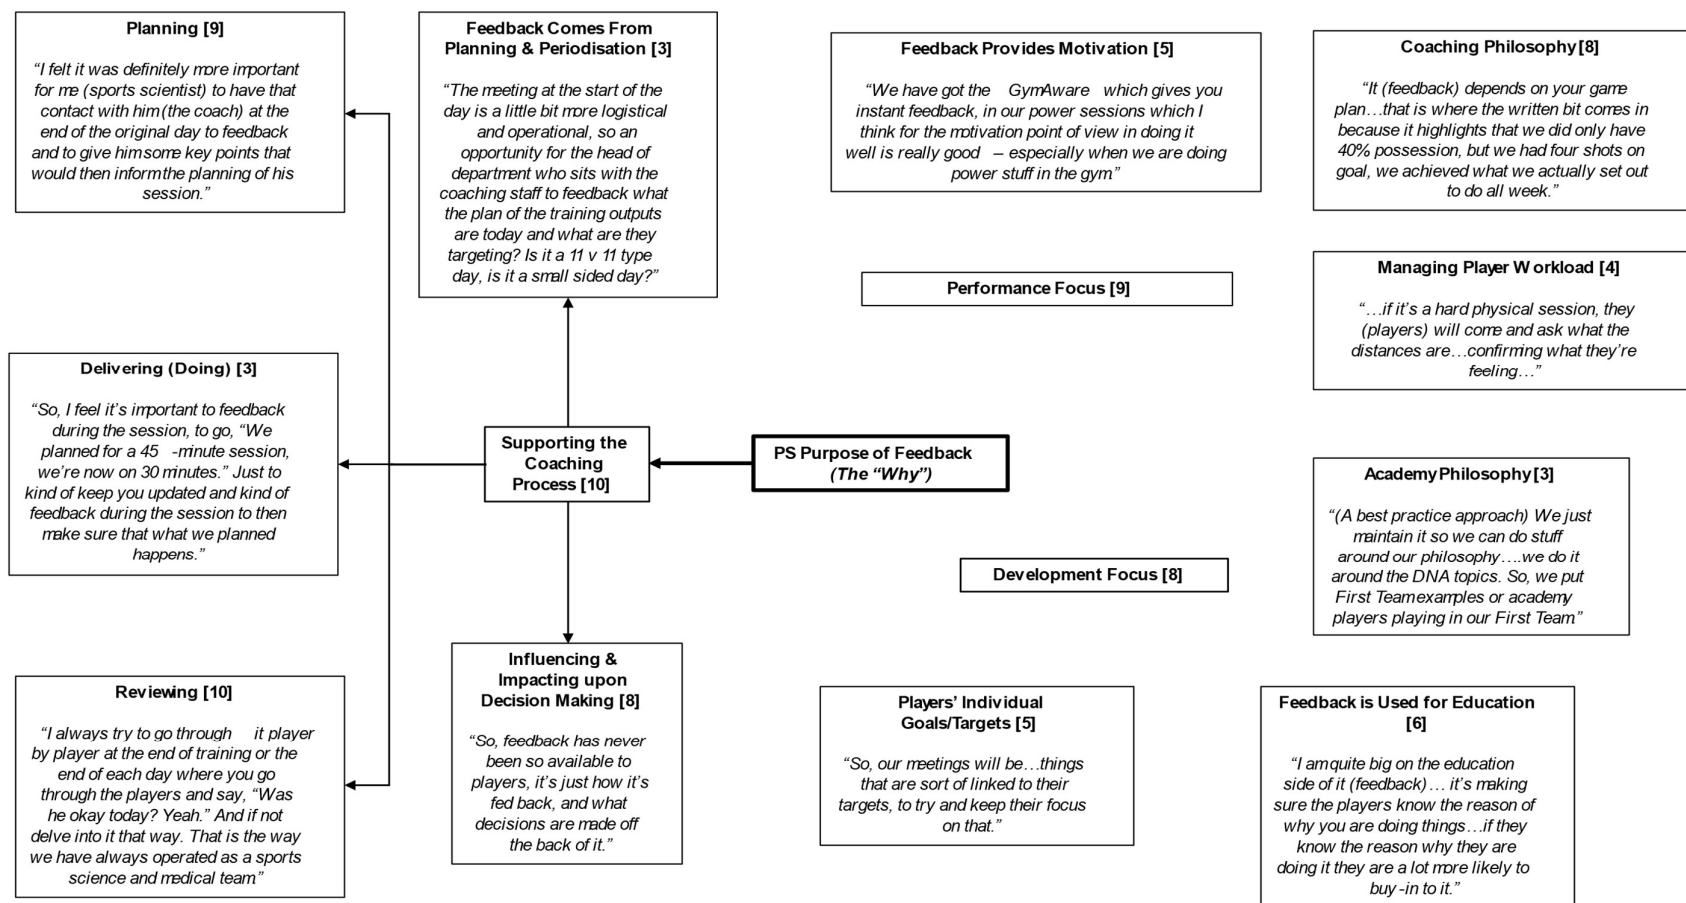 Planning [9]
“I felt it was definitely more important
for me (sports scientist) to have that
contact with him (the coach) at the
end of the original day to feedback
and to give him some key points that
would then inform the planning of his
session.”
Feedback Comes From
Planning & Periodisation [3]
“The meeting at the start of the
day is a little bit more logistical
and operational, so an
opportunity for the head of
department who sits with the
coaching staff to feedback what
the plan of the training outputs
are today and what are they
targeting? Is it a 11 v 11 type
day, is it a small sided day?”
Feedback Provides Motivation [5]
“We have got the GymAware which gives you
instant feedback, in our power sessions which I
think for the motivation point of view in doing it
well is really good – especially when we are doing
power stuff in the gym.”
Coaching Philosophy [8]
“It (feedback) depends on your game
plan…that is where the written bit comes in
because it highlights that we did only have
40% possession, but we had four shots on
goal, we achieved what we actually set out
to do all week.”
Performance Focus [9]
Managing Player Workload [4]
“…if it’s a hard physical session, they
(players) will come and ask what the
distances are…confirming what they’re
feeling…”
Delivering (Doing) [3]
“So, I feel it’s important to feedback
during the session, to go, “We
planned for a 45 -minute session,
we’re now on 30 minutes.” Just to
kind of keep you updated and kind of
feedback during the session to then
make sure that what we planned
happens.”
Supporting the
Coaching
Process [10]
PS Purpose of Feedback
(The “Why”)
Academy Philosophy [3]
“(A best practice approach) We just
maintain it so we can do stuff
around our philosophy….we do it
around the DNA topics. So, we put
First Team examples or academy
players playing in our First Team.”
Development Focus [8]
Reviewing [10]
“I always try to go through it player
by player at the end of training or the
end of each day where you go
through the players and say, “Was
he okay today? Yeah.” And if not
delve into it that way. That is the way
we have always operated as a sports
science and medical team.”
Influencing &
Impacting upon
Decision Making [8]
“So, feedback has never
been so available to
players, it’s just how it’s
fed back, and what
decisions are made off
the back of it.”
Players’ Individual
Goals/Targets [5]
“So, our meetings will be…things
that are sort of linked to their
targets, to try and keep their focus
on that.”
Feedback is Used for Education
[6]
“I am quite big on the education
side of it (feedback)… it’s making
sure the players know the reason of
why you are doing things…if they
know the reason why they are
doing it they are a lot more likely to
buy-in to it.”